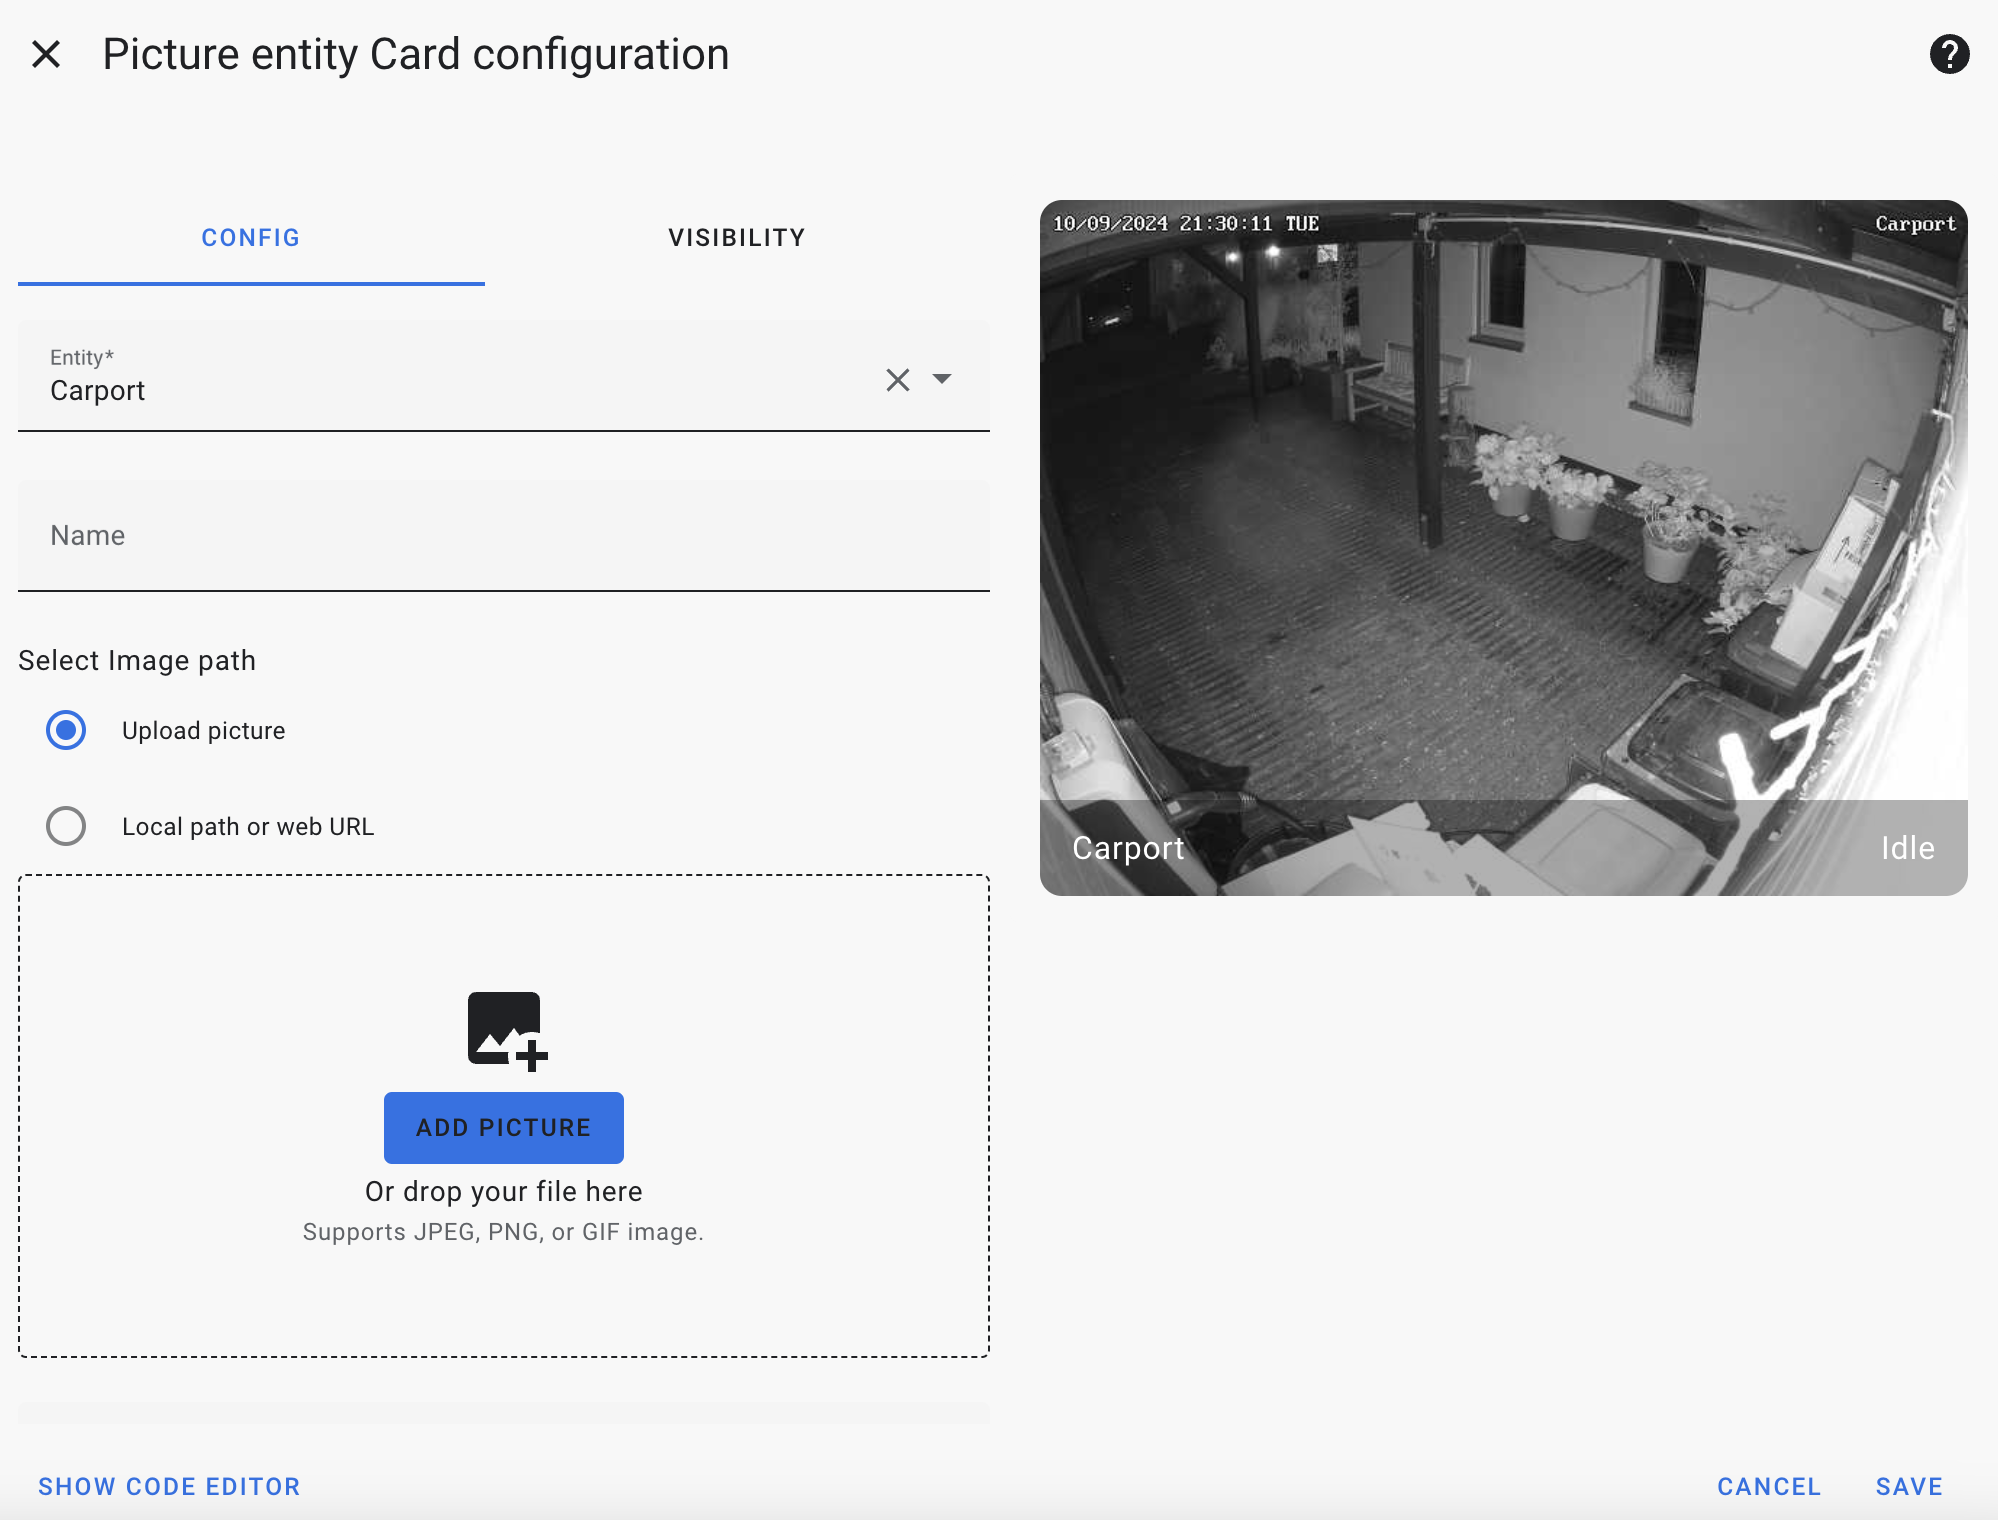 Picture entity Card configuration
CONFIG
VISIBILITY
Entity*
Carport
Name
Select Image path
Upload picture
Local path or web URL
ADD PICTURE
Or drop your file here
Supports JPEG, PNG, or GIF image.
10/09/2024 21:30:11 TUE
Carport
Carport
Idle
SHOW CODE EDITOR
CANCEL
SAVE